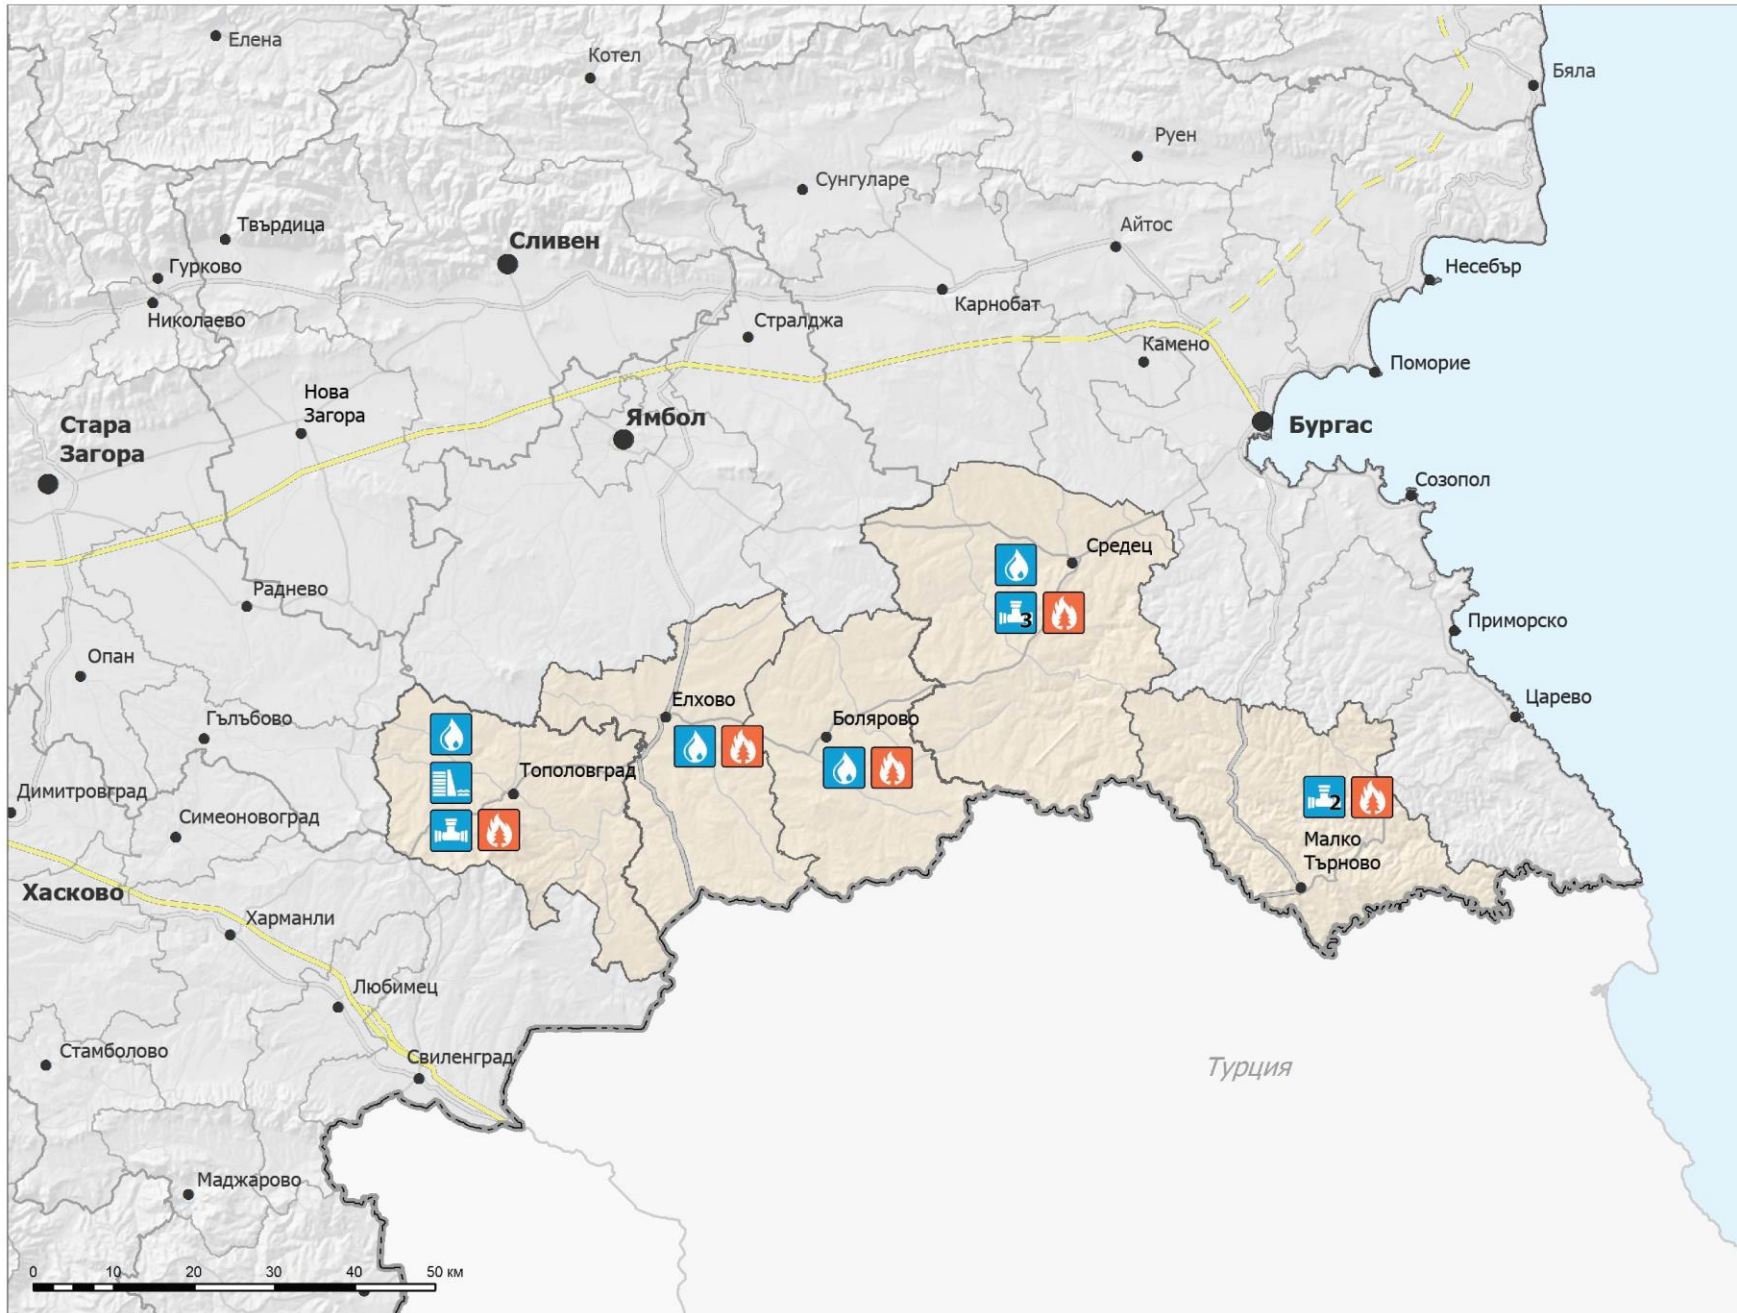 Елена
Котел
Бяла
Руен
Сунгуларе
Твърдица
Сливен
Айтос
Гурково
Несебър
Николаево
Карнобат
Стралджа
Камено
Поморие
Нова
Загора
Стара
Загора
Ямбол
Бургас
Созопол
Средец
Раднево
3
Приморско
Опан
Елхово
Царево
Гълъбово
Болярово
Тополовград
Димитровград
2
Симеоновоград
Малко
Търново
Хасково
Харманли
Любимец
Стамболово
Свиленград
Турция
Маджарово
0 10 20 30 40 50 км